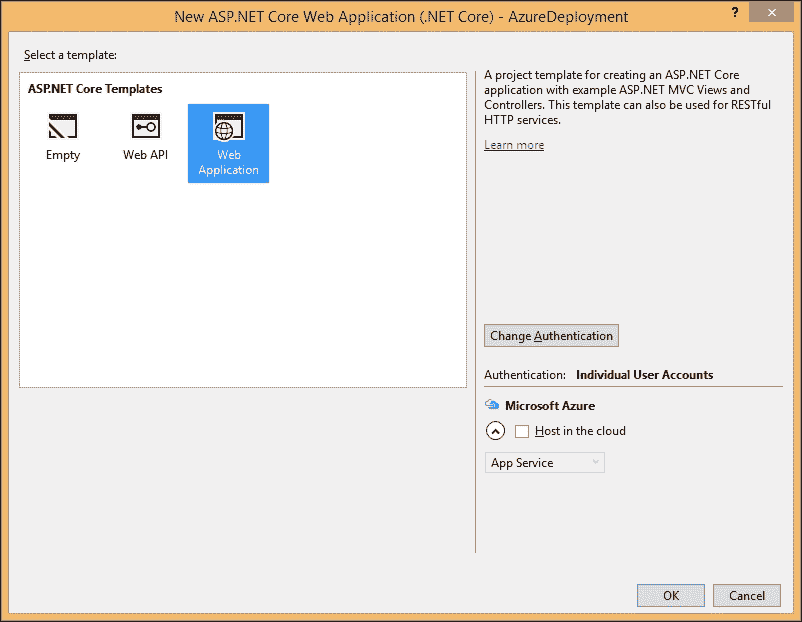 New ASP.NET Core Web Application (.NET Core) - AzureDeployment
?
Select a template:
ASP.NET Core Templates
Empty
Web API
Web
Application
A project template for creating an ASP.NET Core
application with example ASP.NET MVC Views and
Controllers. This template can also be used for RESTful
HTTP services.
Learn more
Change Authentication
Authentication: Individual User Accounts
Microsoft Azure
Host in the cloud
App Service
OK
Cancel